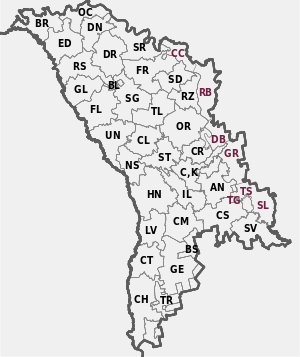 OC
BR
DN
ED
SR
DR
CC
RS
FR
SD
BL
GL
SG
RZ
RB
FL
TL
OR
UN
CL
DB
CR
GR
ST
NS
C,K
HN
IL
AN
TS
TG
SL
CM
CS
LV
SV
BS
CT
GE
CH
TR